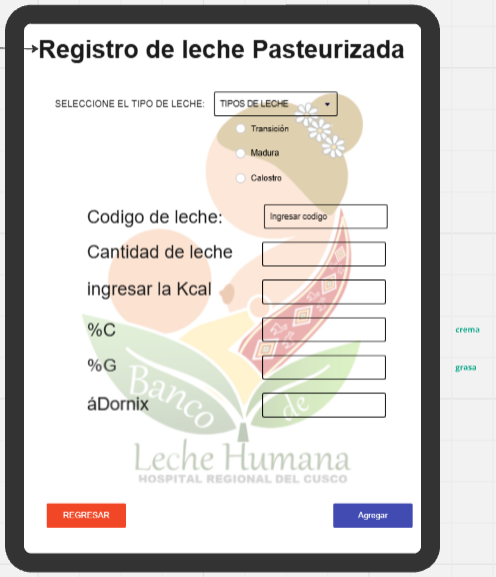 Registro de leche Pasteurizada
SELECCIONE EL TIPO DE LECHE: TIPOS DE LECHE
Transición
Madura
Calostro
Codigo de leche: Ingresar codigo
Cantidad de leche
ingresar la Kcal
%C crema
%G grasa
áDornix
Banco de
Leche Humana
HOSPITAL REGIONAL DEL CUSCO
REGRESAR Agregar